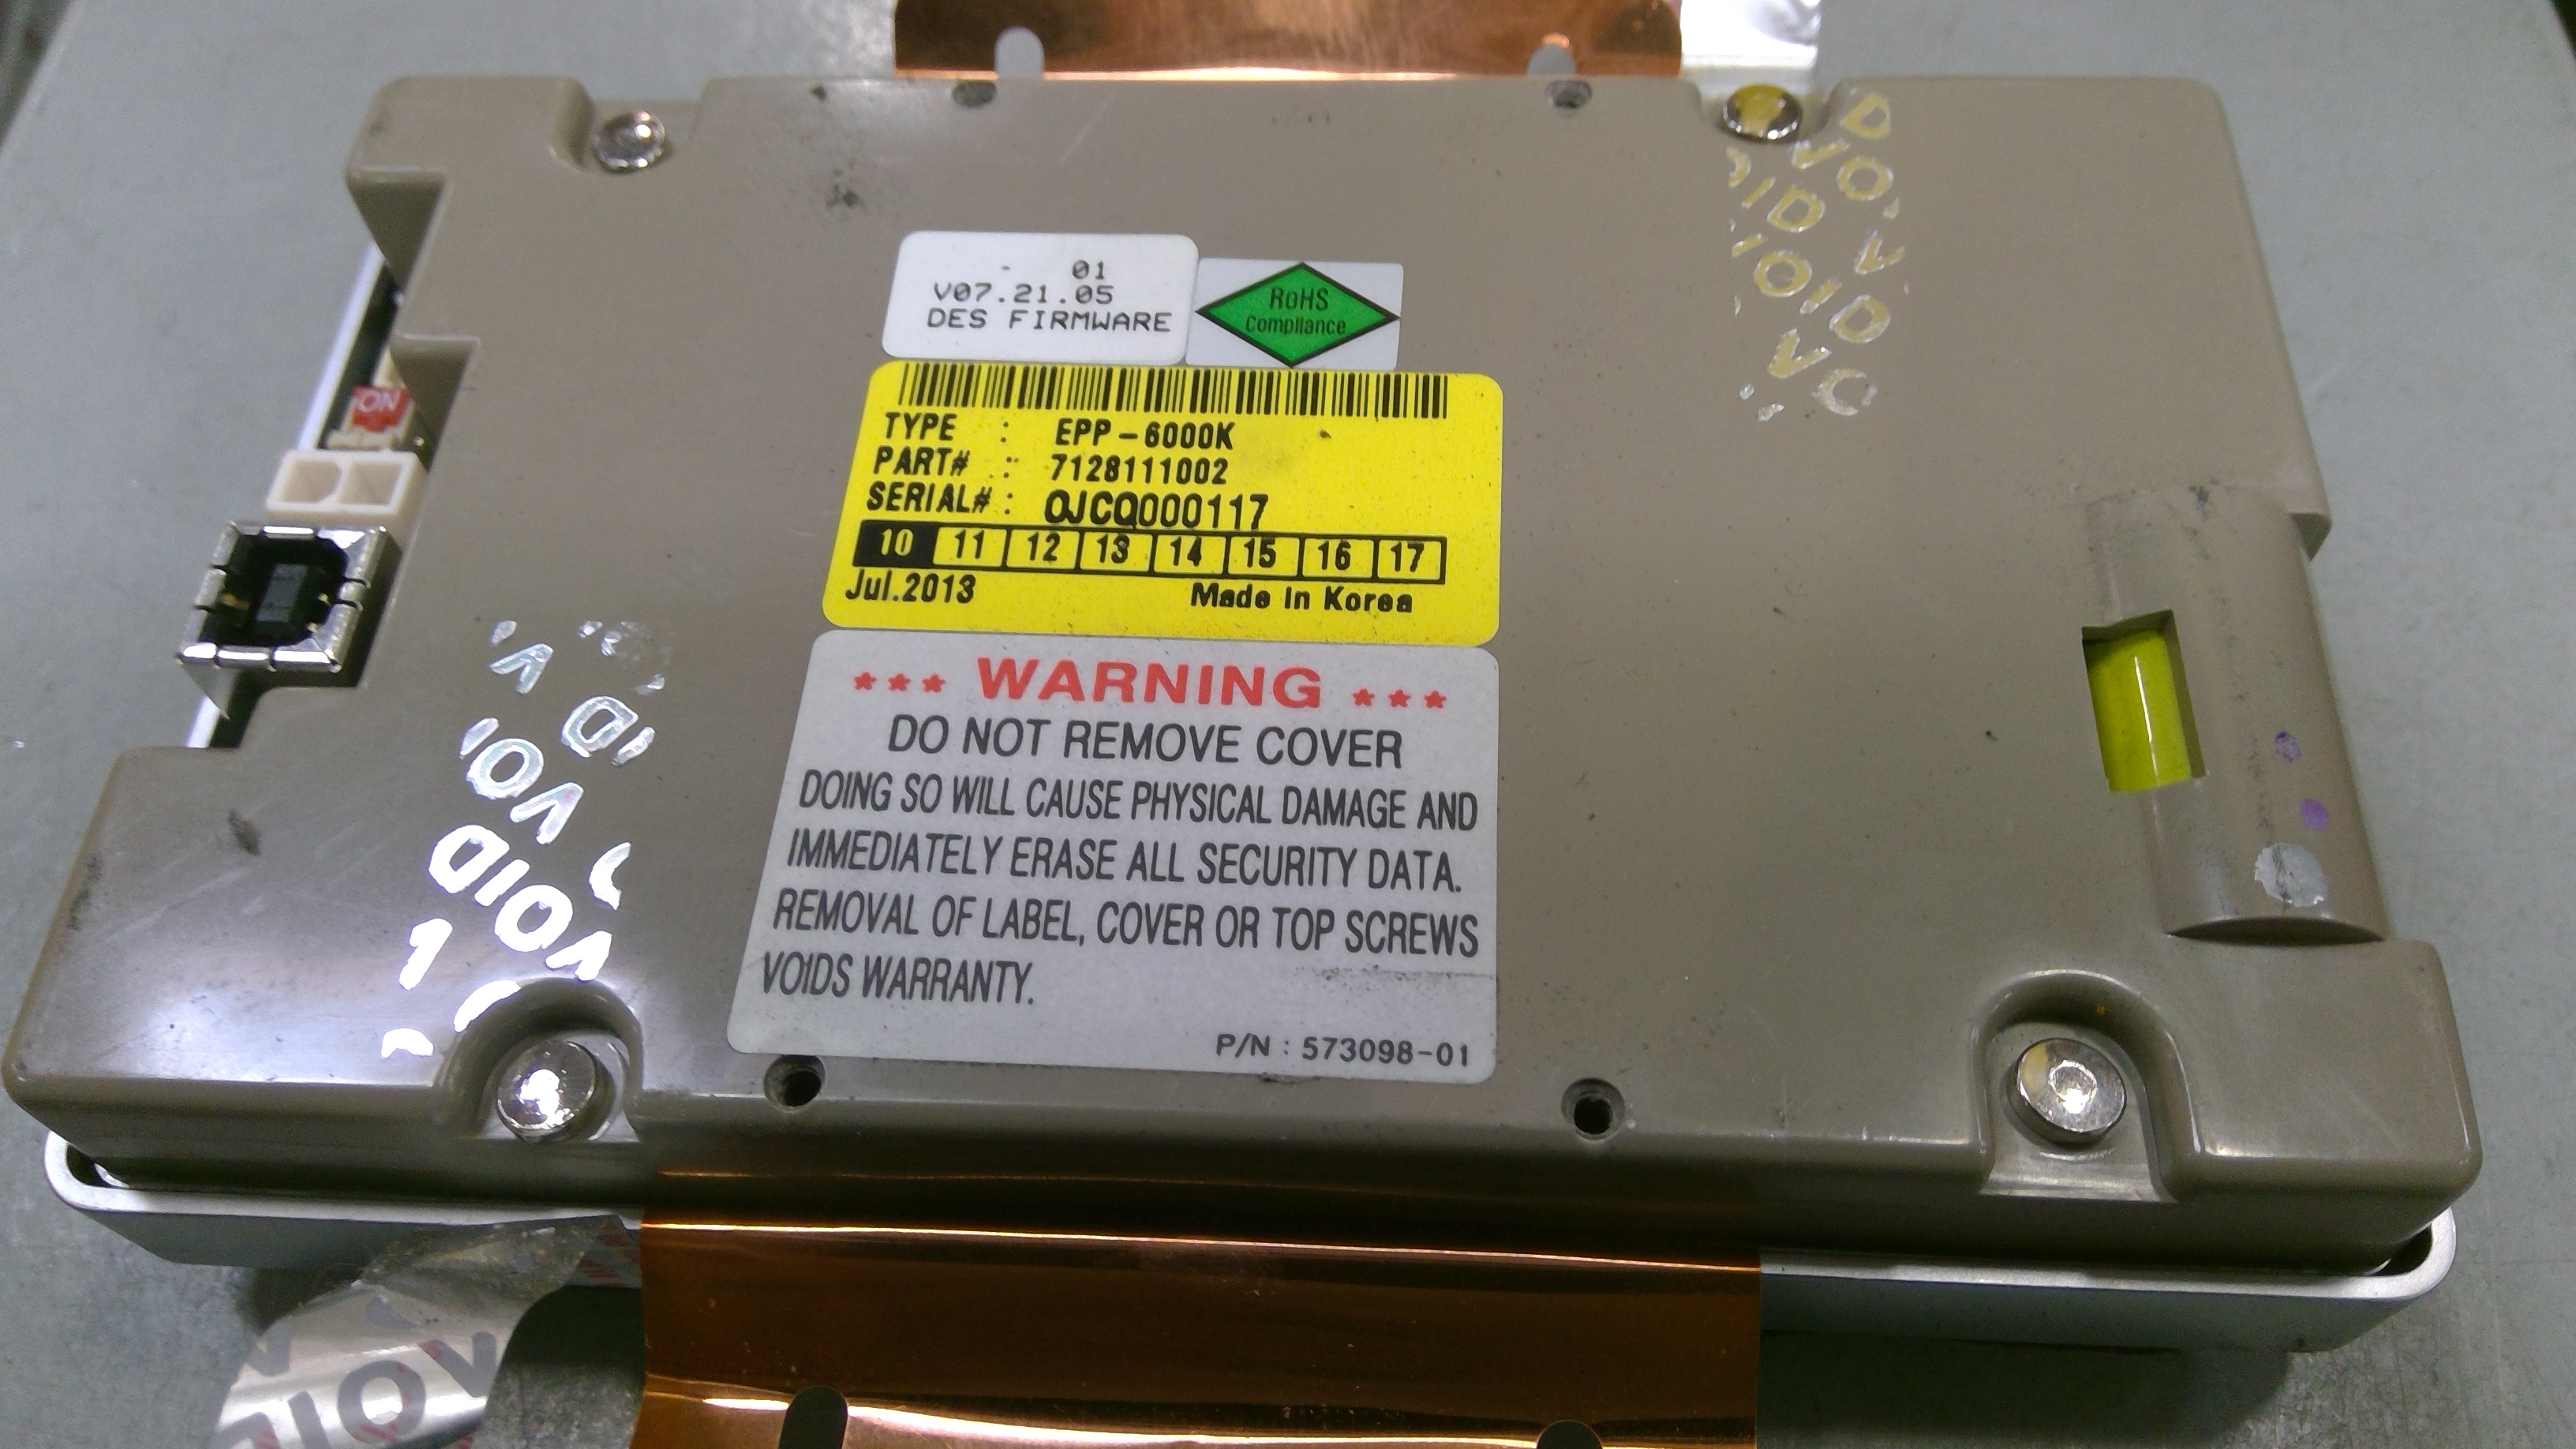 - 01
V07.21.05
DES FIRMWARE
RoHS
Compliance
TYPE : EPP-6000K
PART# : 7128111002
SERIAL# : OJCQ000117
10 11 12 13 14 15 16 17
Jul.2013 Made in Korea
*** WARNING ***
DO NOT REMOVE COVER
DOING SO WILL CAUSE PHYSICAL DAMAGE AND
IMMEDIATELY ERASE ALL SECURITY DATA.
REMOVAL OF LABEL, COVER OR TOP SCREWS
VOIDS WARRANTY.
P/N : 573098-01
ON
VOID
VOID